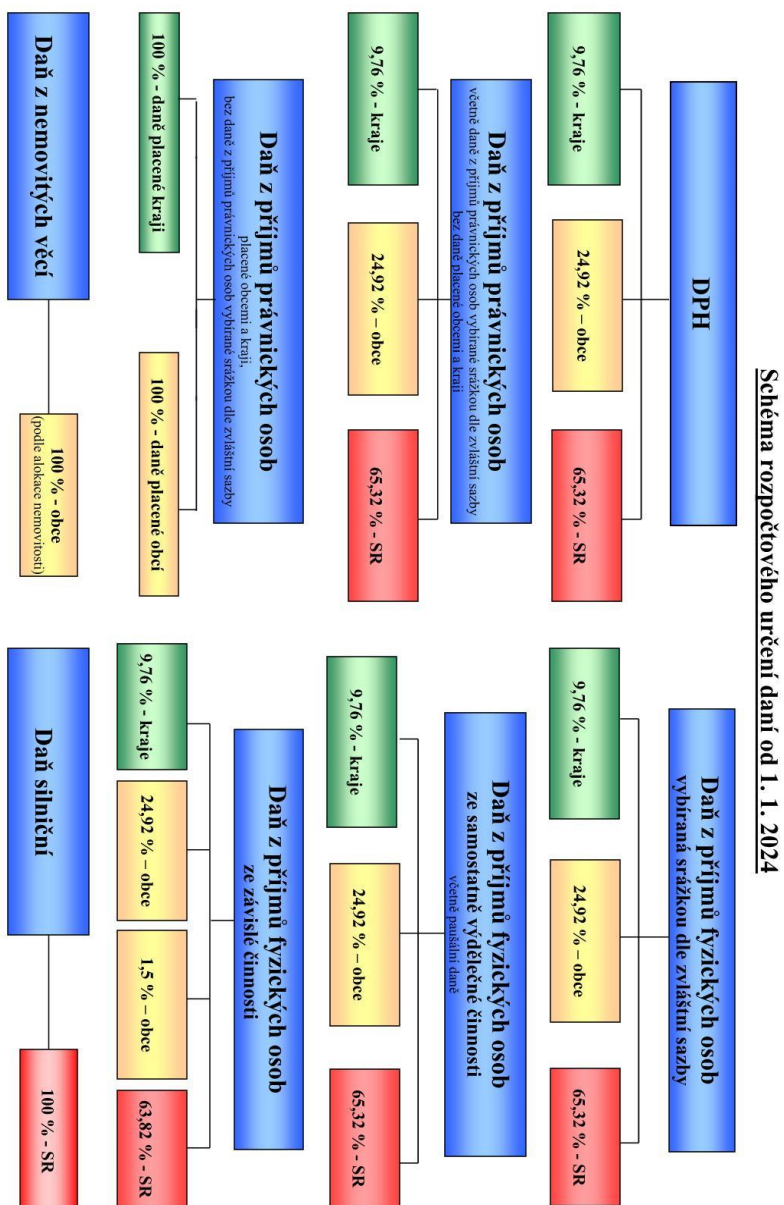 Schéma rozpočtového určení daní od 1. 1. 2024
DPH
9,76 % - kraje
24,92 % – obce
65,32 % - SR
Daň z příjmů fyzických osob
vybíraná srážkou dle zvláštní sazby
9,76 % - kraje
24,92 % – obce
65,32 % - SR
Daň z příjmů právnických osob
včetně daně z příjmů právnických osob vybírané srážkou dle zvláštní sazby
bez daně placené obcemi a kraji
9,76 % - kraje
24,92 % – obce
65,32 % - SR
Daň z příjmů fyzických osob
ze samostatně výdělečné činnosti
včetně paušální daně
9,76 % - kraje
24,92 % – obce
65,32 % - SR
Daň z příjmů právnických osob
placené obcemi a kraji,
bez daně z příjmů právnických osob vybírané srážkou dle zvláštní sazby
100 % - daně placené kraji
100 % - daně placené obcí
Daň z příjmů fyzických osob
ze závislé činnosti
9,76 % - kraje
24,92 % – obce
1,5 % – obce
63,82 % - SR
Daň z nemovitých věcí
100 % - obce
(podle alokace nemovitosti)
Daň silniční
100 % - SR